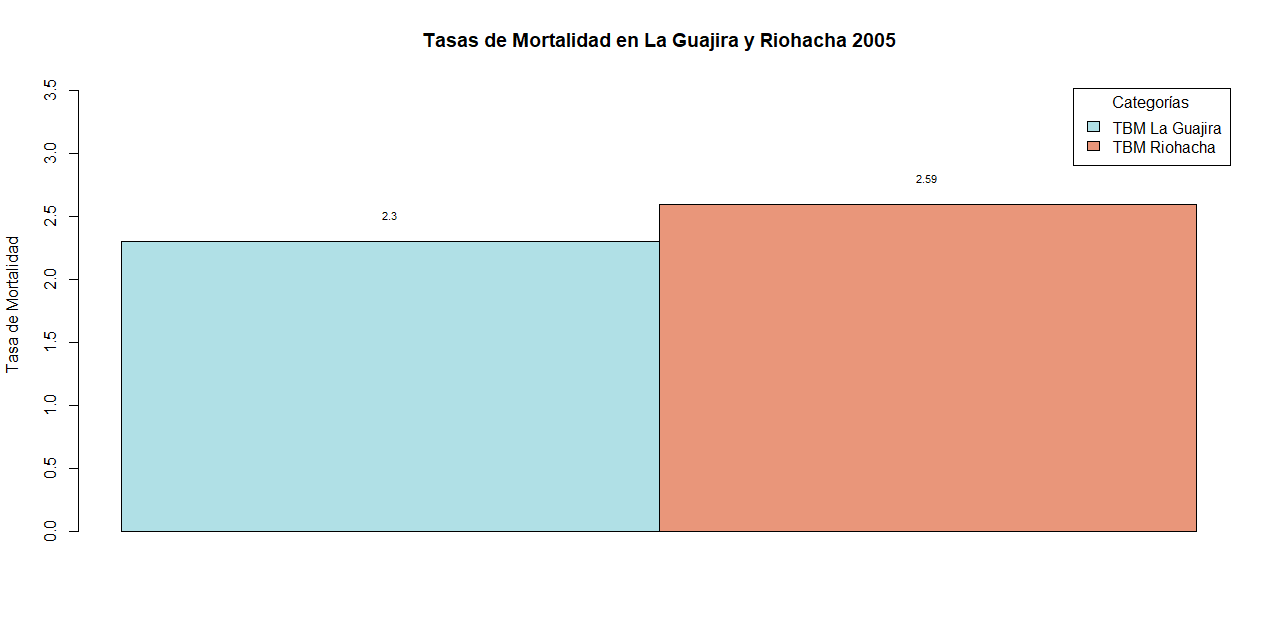 Tasas de Mortalidad en La Guajira y Riohacha 2005
Categorías
TBM La Guajira
TBM Riohacha
Tasa de Mortalidad
3.5
3.0
2.5
2.0
1.5
1.0
0.5
0.0
2.3
2.59